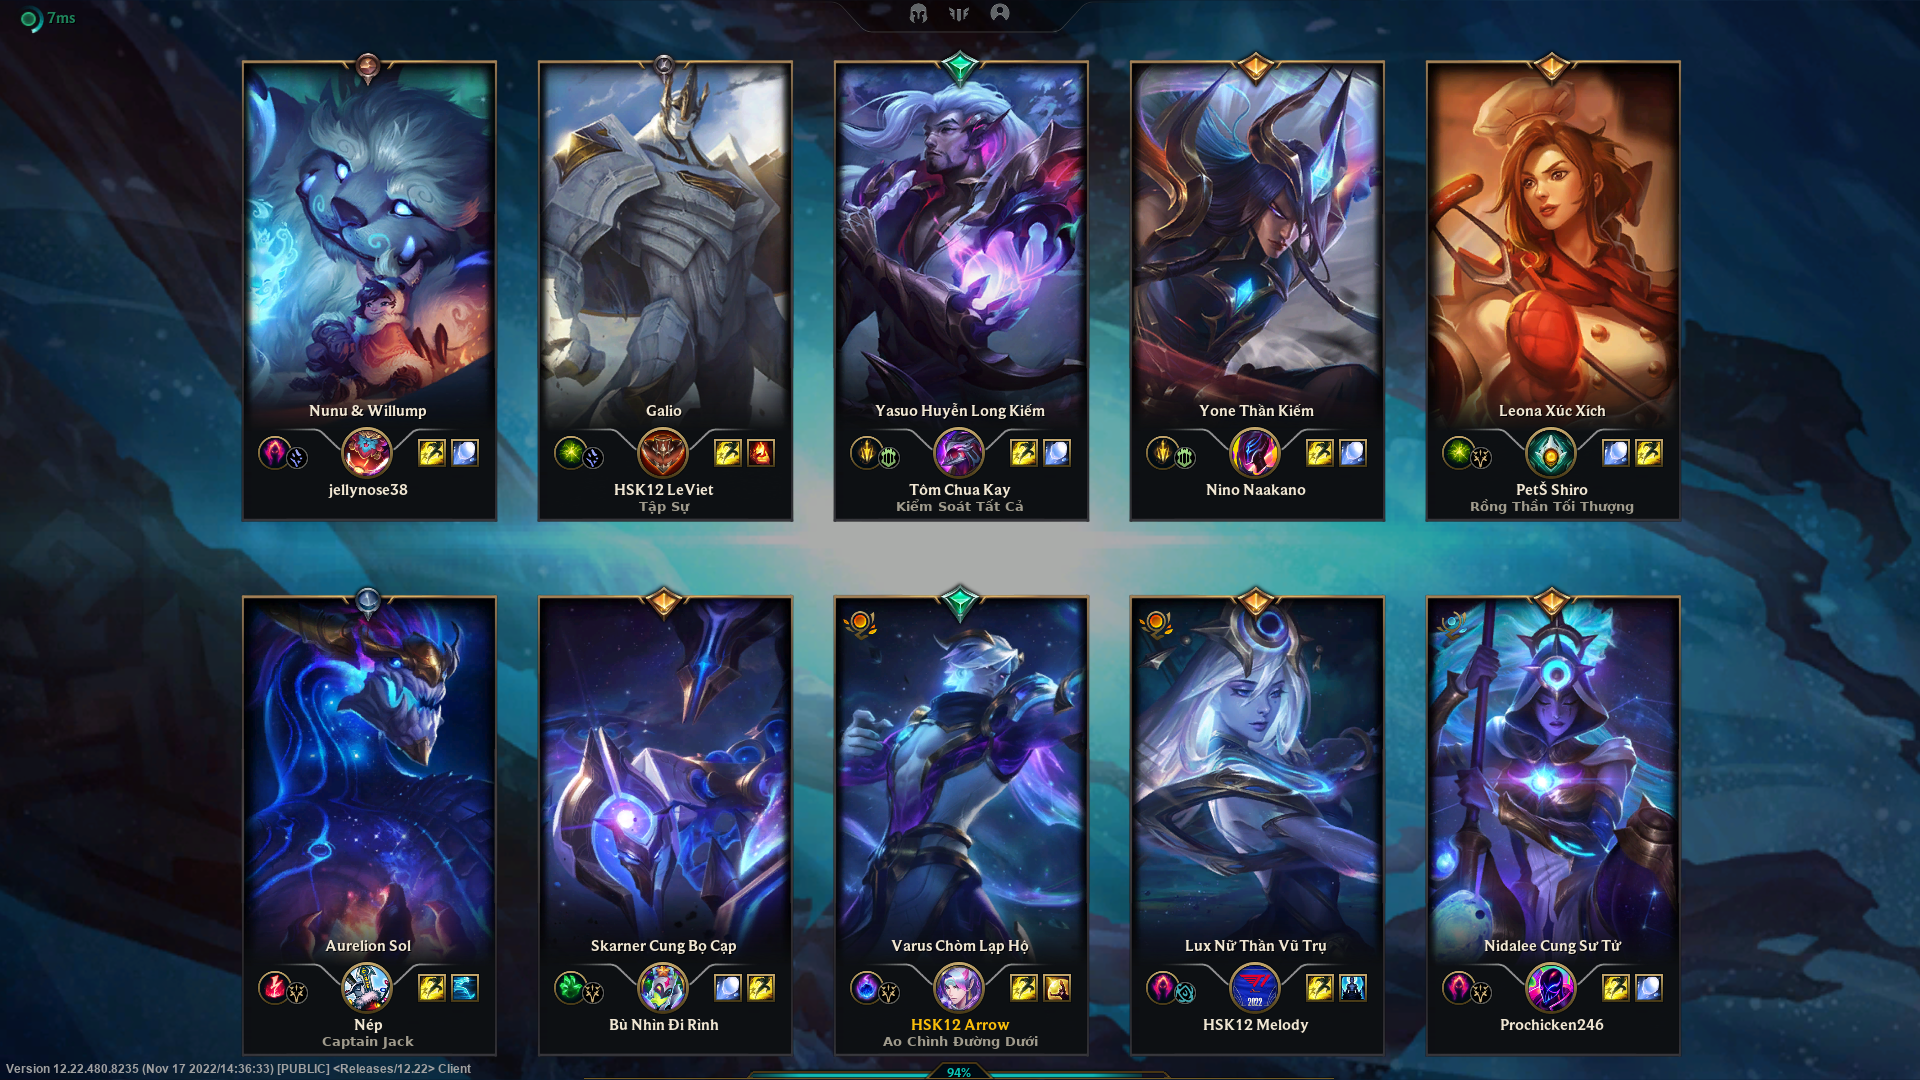 7ms
Nunu & Willump
jellynose38
Galio
HSK12 LeViet
Tập Sự
Yasuo Huyễn Long Kiếm
Tôm Chua Kay
Kiểm Soát Tất Cả
Yone Thần Kiếm
Nino Naakano
Leona Xúc Xích
PetŠ Shiro
Rồng Thần Tối Thượng
Aurelion Sol
Nép
Captain Jack
Skarner Cung Bọ Cạp
Bù Nhìn Đi Rình
Varus Chòm Lạp Hộ
HSK12 Arrow
Ao Chình Đường Dưới
Lux Nữ Thần Vũ Trụ
2022
HSK12 Melody
Nidalee Cung Sư Tử
Prochicken246
Version 12.22.480.8235 (Nov 17 2022/14:36:33) [PUBLIC] <Releases/12.22> Client
94%